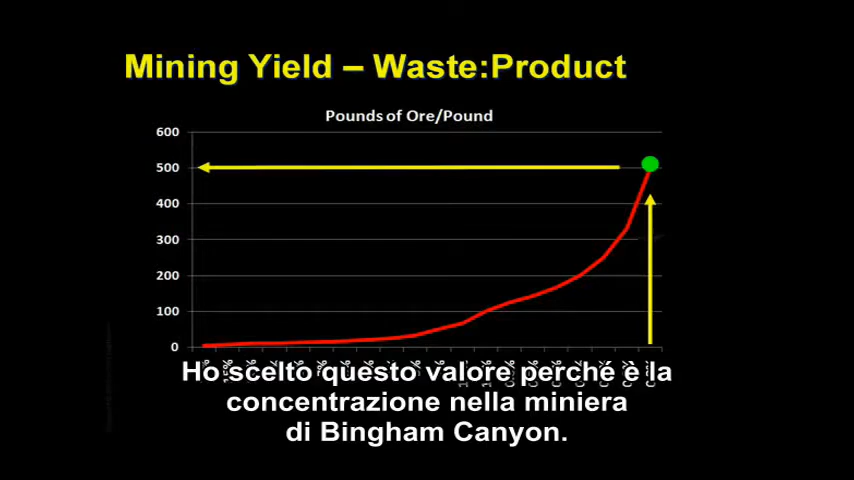 Mining Yield – Waste:Product
Pounds of Ore/Pound
600
500
400
300
200
100
0
Ho scelto questo valore perché è la
concentrazione nella miniera
di Bingham Canyon.